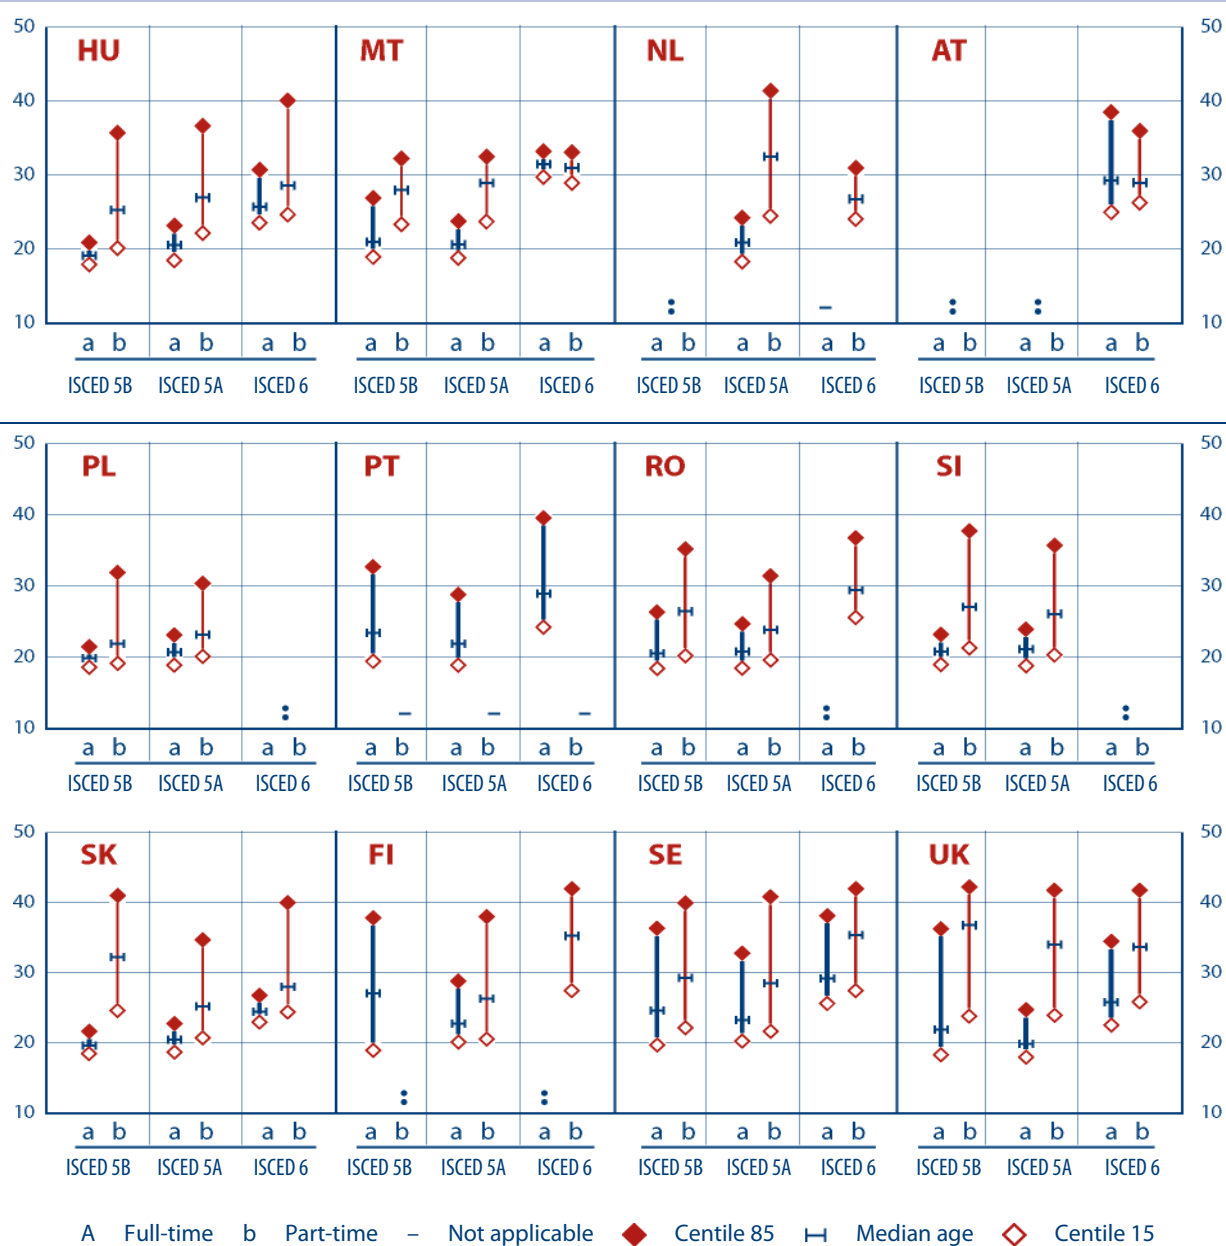 50 50
HU MT NL AT
40 40
30 30
20 20
: – : :
10 10
a b a b a b a b a b a b a b a b a b a b a b a b
ISCED 5B ISCED 5A ISCED 6 ISCED 5B ISCED 5A ISCED 6 ISCED 5B ISCED 5A ISCED 6 ISCED 5B ISCED 5A ISCED 6
50 50
PL PT RO SI
40 40
30 30
20 20
: – – – : :
10 10
a b a b a b a b a b a b a b a b a b a b a b a b
ISCED 5B ISCED 5A ISCED 6 ISCED 5B ISCED 5A ISCED 6 ISCED 5B ISCED 5A ISCED 6 ISCED 5B ISCED 5A ISCED 6
50 50
SK FI SE UK
40 40
30 30
20 20
: :
10 10
a b a b a b a b a b a b a b a b a b a b a b a b
ISCED 5B ISCED 5A ISCED 6 ISCED 5B ISCED 5A ISCED 6 ISCED 5B ISCED 5A ISCED 6 ISCED 5B ISCED 5A ISCED 6
A Full-time b Part-time – Not applicable Centile 85 Median age Centile 15